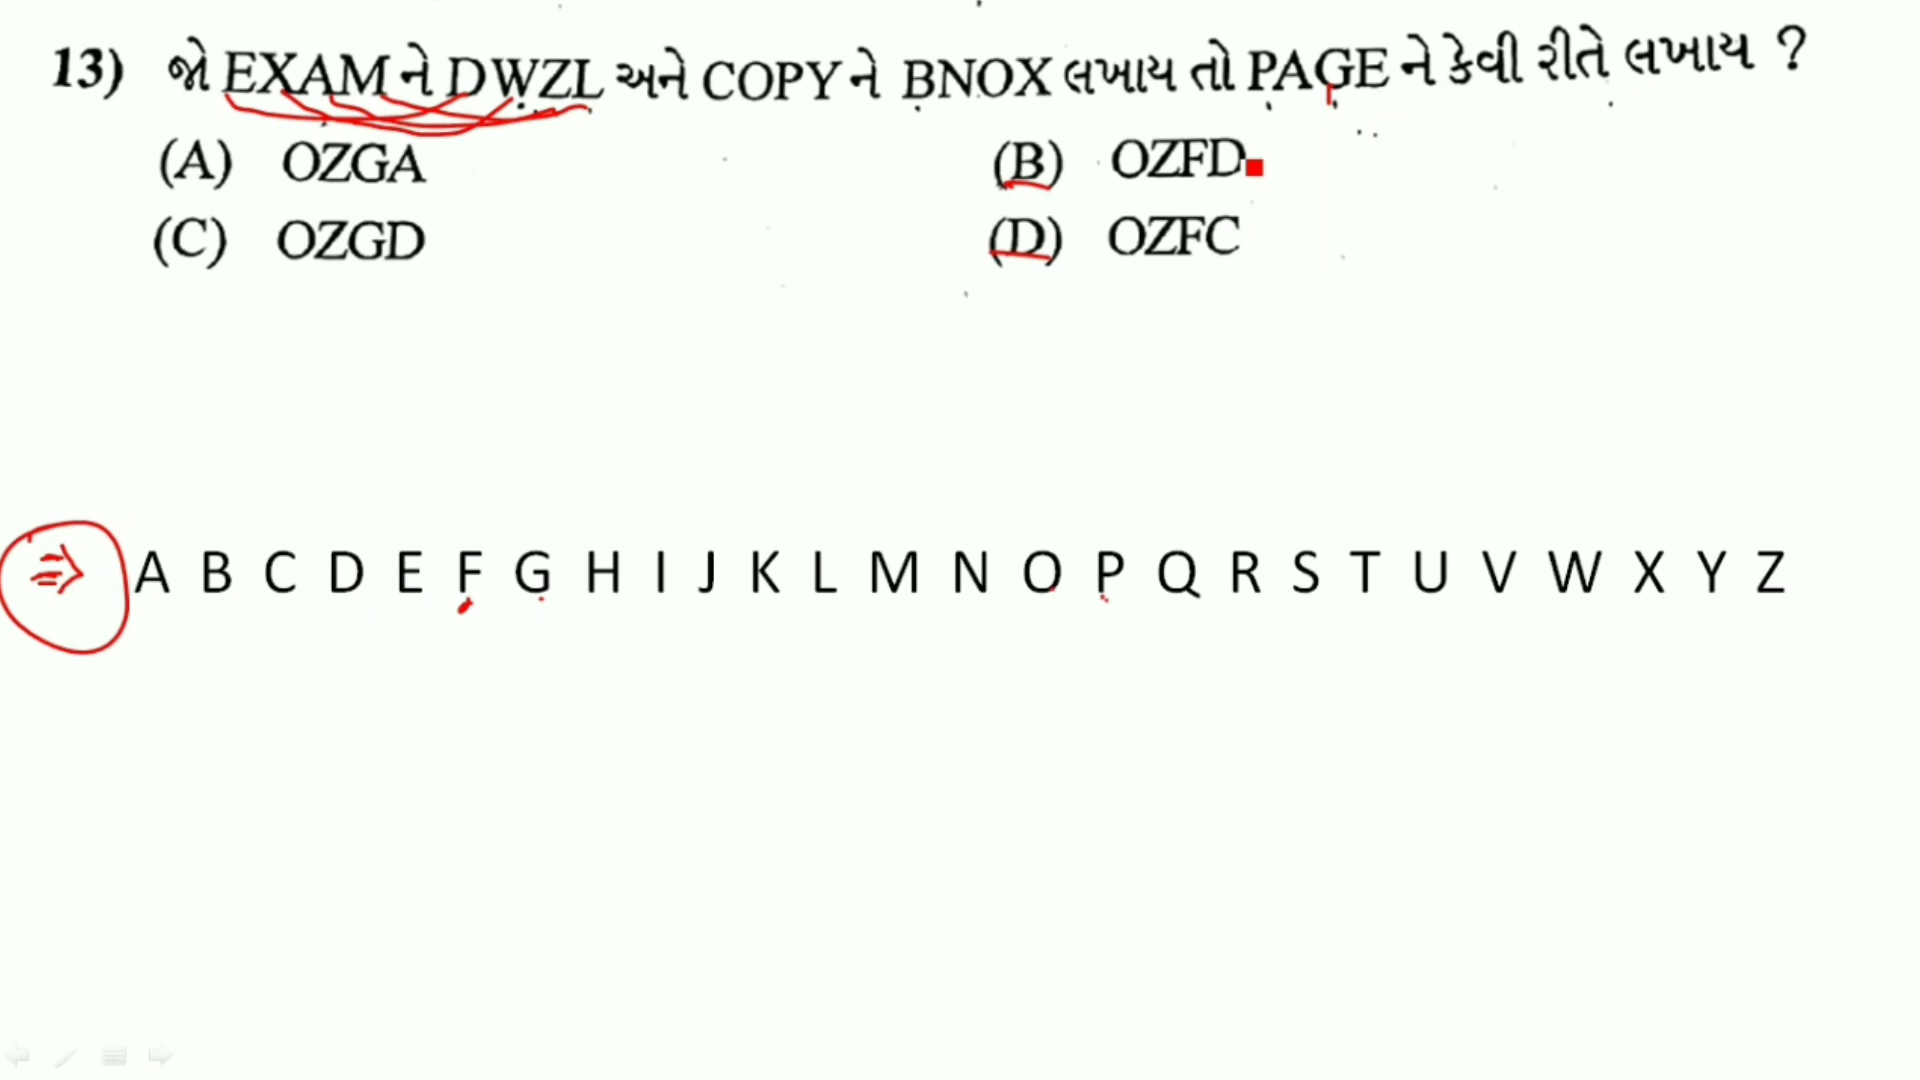 13) જો EXAM ને DWZL અને COPY ને BNOX લખાય તો PAGE ને કેવી રીતે લખાય ?
(A) OZGA (B) OZFD
(C) OZGD (D) OZFC
⇒ A B C D E F G H I J K L M N O P Q R S T U V W X Y Z